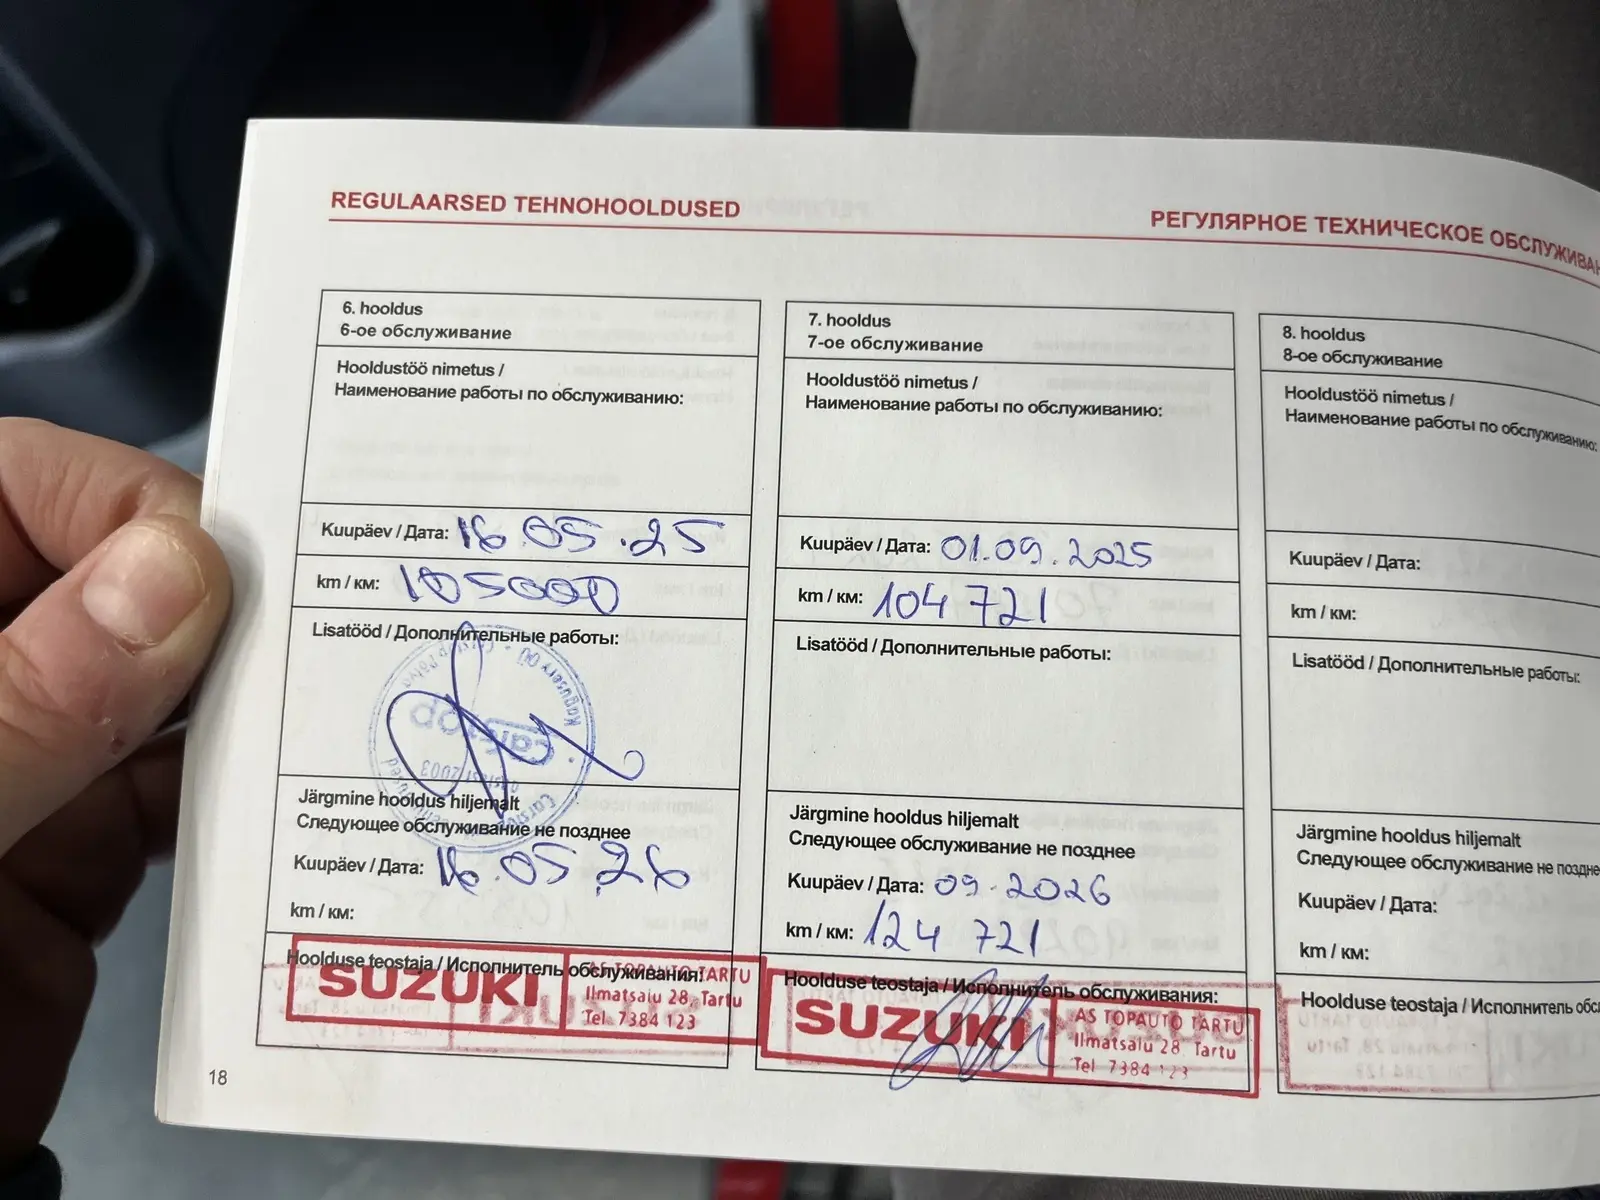 REGULAARSED TEHNOHOOLDUSED
РЕГУЛЯРНОЕ ТЕХНИЧЕСКОЕ ОБСЛУЖИВАН
6. hooldus
6-ое обслуживание
Hooldustöö nimetus /
Наименование работы по обслуживанию:
Kuupäev / Дата: 16.05.25
km / км: 105000
Lisatööd / Дополнительные работы:
Järgmine hooldus hiljemalt
Следующее обслуживание не позднее
Kuupäev / Дата: 16.05.26
km / км:
Hoolduse teostaja / Исполнитель обслуживания:
SUZUKI
AS TOPAUTO TARTU
Ilmatsalu 28, Tartu
Tel. 7384 123
7. hooldus
7-ое обслуживание
Hooldustöö nimetus /
Наименование работы по обслуживанию:
Kuupäev / Дата: 01.09.2025
km / км: 104 721
Lisatööd / Дополнительные работы:
Järgmine hooldus hiljemalt
Следующее обслуживание не позднее
Kuupäev / Дата: 09.2026
km / км: 124 721
Hoolduse teostaja / Исполнитель обслуживания:
SUZUKI
AS TOPAUTO TARTU
Ilmatsalu 28, Tartu
Tel 7384 123
8. hooldus
8-ое обслуживание
Hooldustöö nimetus /
Наименование работы по обслуживанию:
Kuupäev / Дата:
km / км:
Lisatööd / Дополнительные работы:
Järgmine hooldus hiljemalt
Следующее обслуживание не поздне
Kuupäev / Дата:
km / км:
Hoolduse teostaja / Исполнитель обс
18